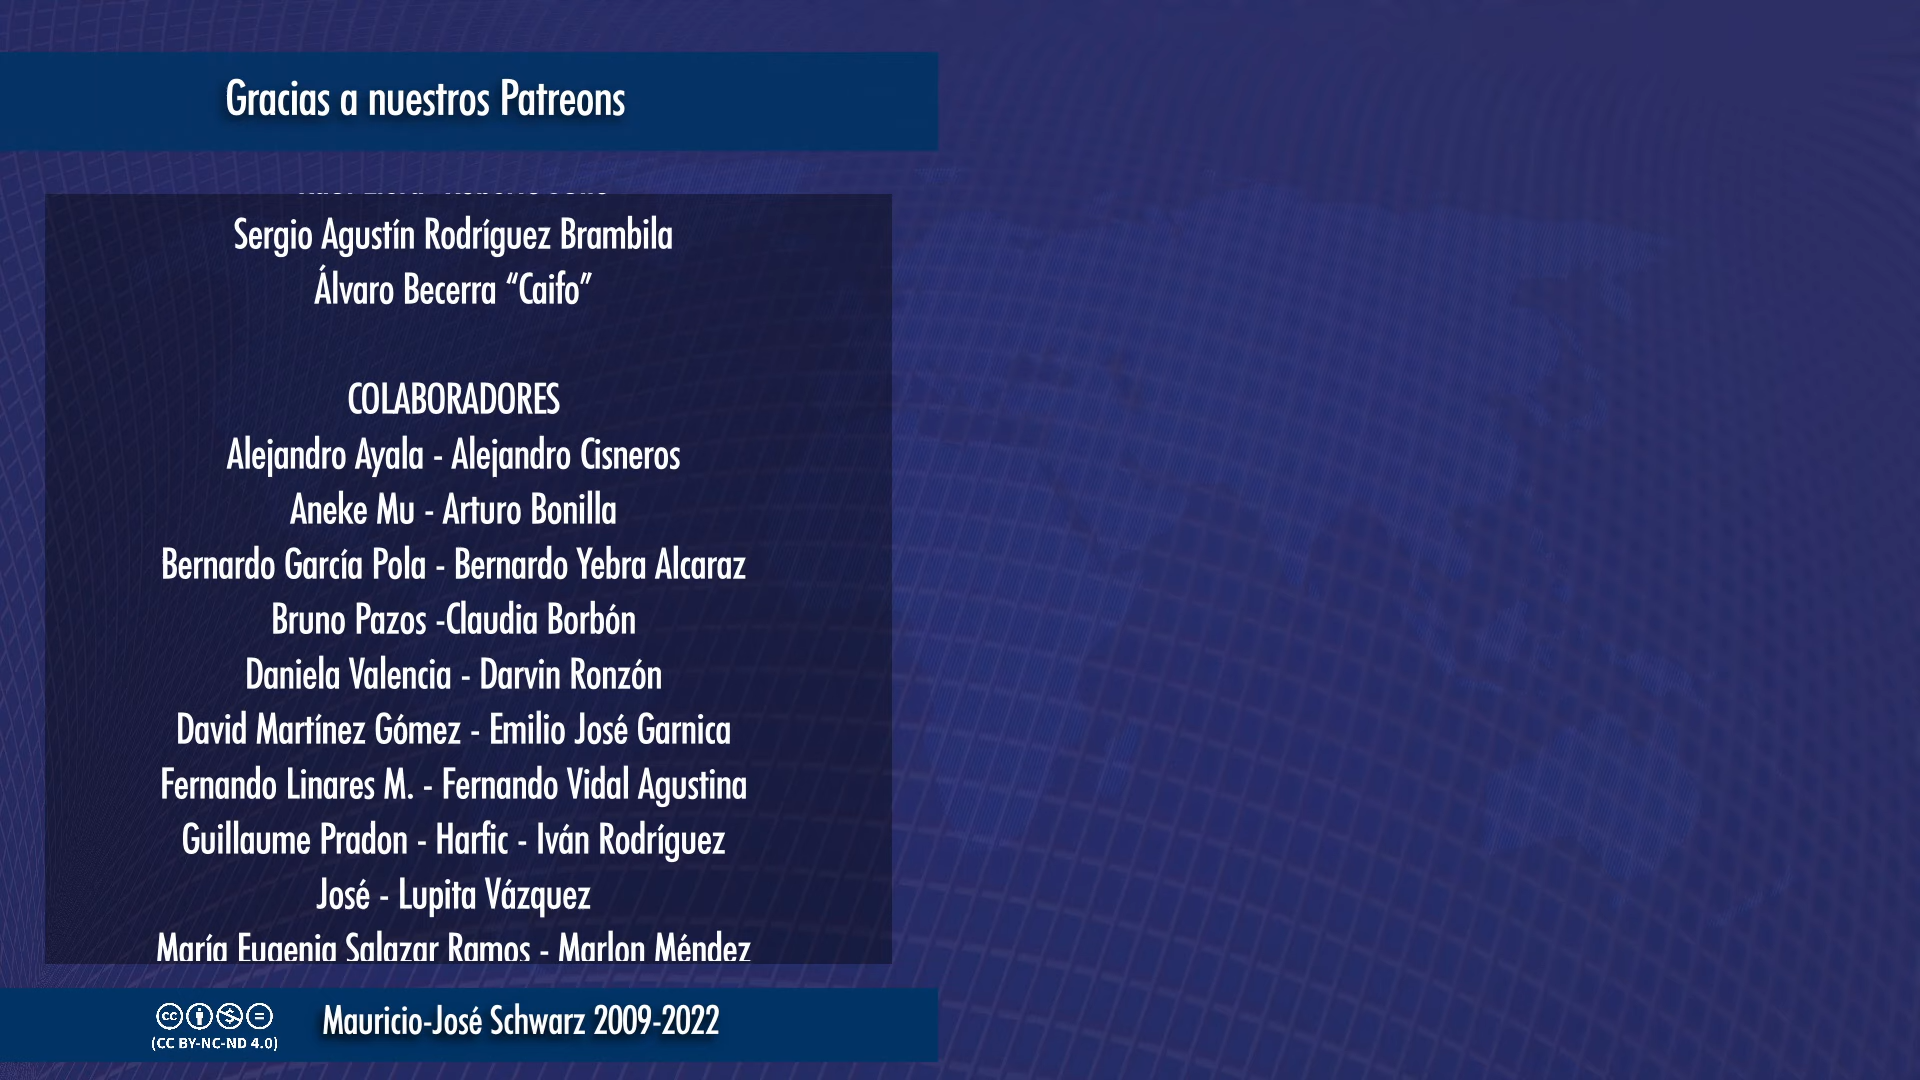 Gracias a nuestros Patreons
Sergio Agustín Rodríguez Brambila
Álvaro Becerra “Caifo”
COLABORADORES
Alejandro Ayala - Alejandro Cisneros
Aneke Mu - Arturo Bonilla
Bernardo García Pola - Bernardo Yebra Alcaraz
Bruno Pazos -Claudia Borbón
Daniela Valencia - Darvin Ronzón
David Martínez Gómez - Emilio José Garnica
Fernando Linares M. - Fernando Vidal Agustina
Guillaume Pradon - Harfic - Iván Rodríguez
José - Lupita Vázquez
María Eugenia Salazar Ramos - Marlon Méndez
Mauricio-José Schwarz 2009-2022
(CC BY-NC-ND 4.0)